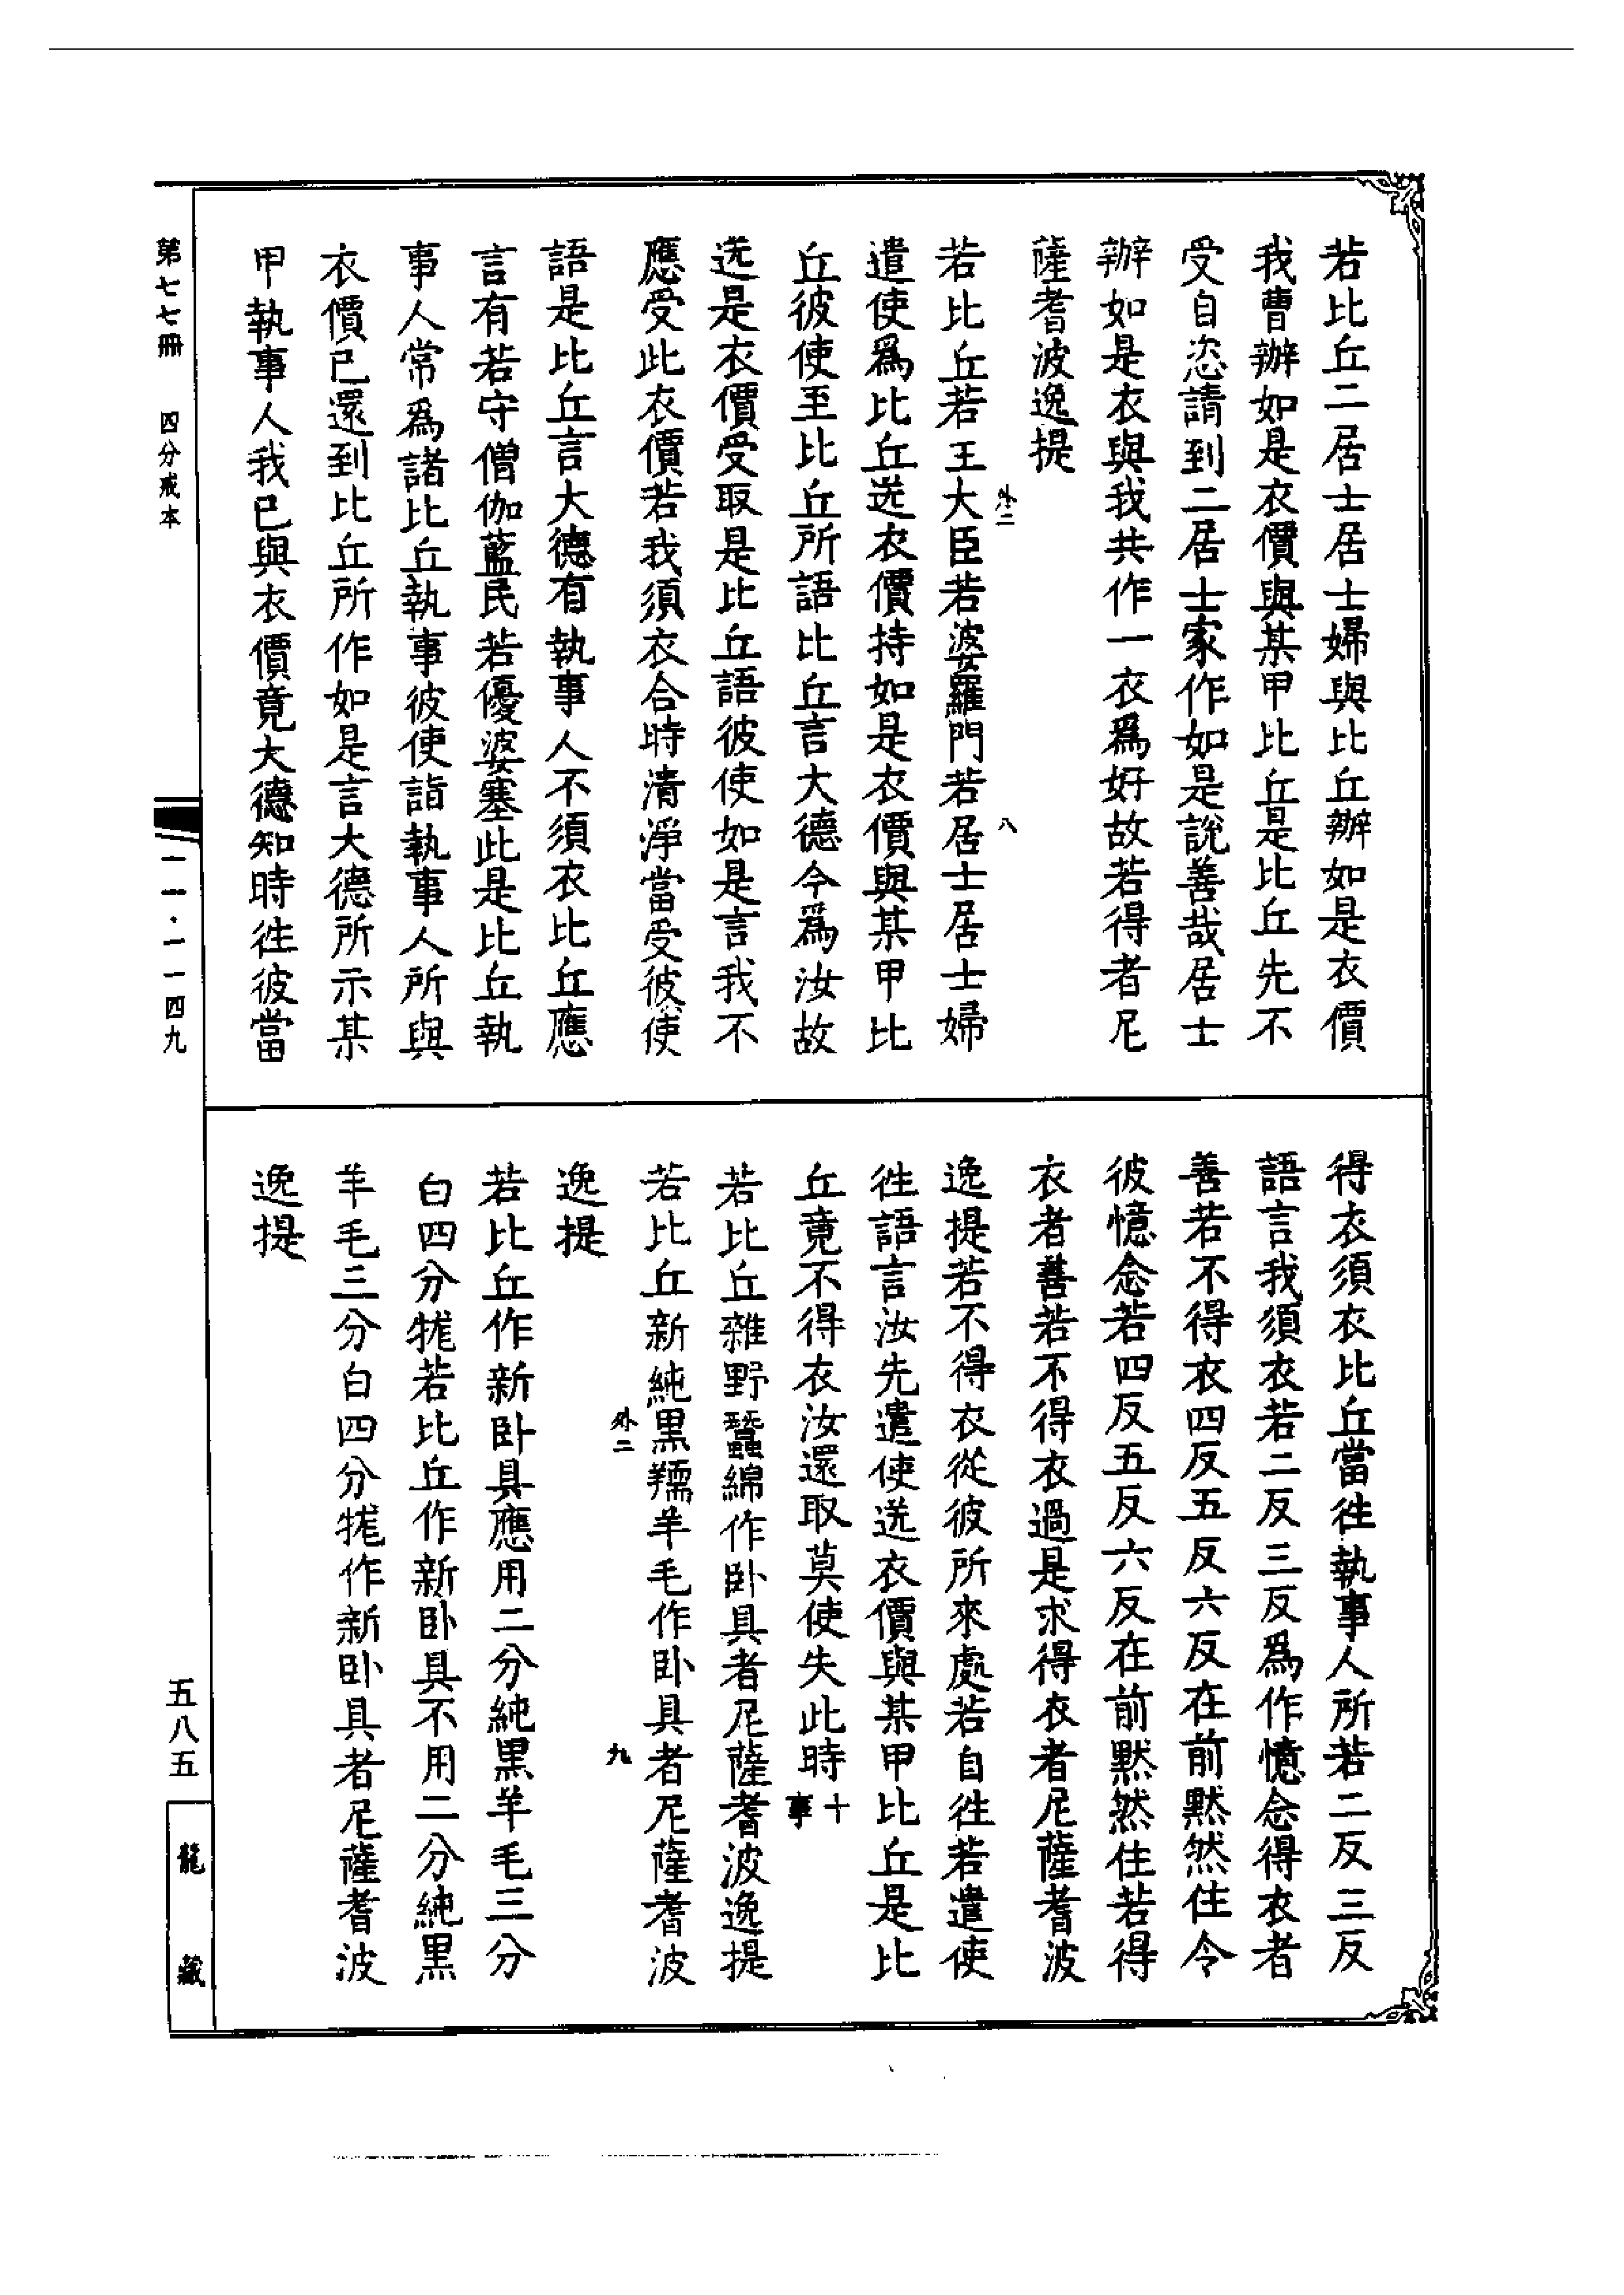 若比丘二居士居士婦與比丘辦如是衣價
我曹辦如是衣價與某甲比丘是比丘先不
受自恣請到二居士家作如是說善哉居士
辦如是衣與我共作一衣爲好故若得者尼
薩耆波逸提
外二
八
若比丘若王大臣若婆羅門若居士居士婦
遣使爲比丘送衣價持如是衣價與某甲比
丘彼使至比丘所語比丘言大德今爲汝故
送是衣價受取是比丘語彼使如是言我不
應受此衣價若我須衣合時清淨當受彼使
語是比丘言大德有執事人不須衣比丘應
言有若守僧伽藍民若優婆塞此是比丘執
事人常爲諸比丘執事彼使詣執事人所與
衣價已還到比丘所作如是言大德所示某
甲執事人我已與衣價竟大德知時往彼當
得衣須衣比丘當往執事人所若二反三反
語言我須衣若二反三反爲作憶念得衣者
善若不得衣四反五反六反在前默然住令
彼憶念若四反五反六反在前默然住若得
衣者善若不得衣過是求得衣者尼薩耆波
逸提若不得衣從彼所來處若自往若遣使
往語言汝先遣使送衣價與某甲比丘是比
丘竟不得衣汝還取莫使失此時十事
若比丘雜野蠶綿作卧具者尼薩耆波逸提
若比丘新純黑羺羊毛作卧具者尼薩耆波
外二
九
逸提
若比丘作新卧具應用二分純黑羊毛三分
白四分牻若比丘作新卧具不用二分純黑
羊毛三分白四分牻作新卧具者尼薩耆波
逸提
第七七冊 四分戒本
一一·一一四九
五八五
龍藏